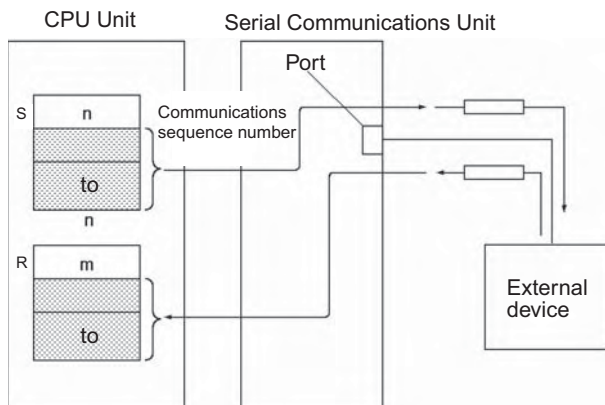 CPU Unit
Serial Communications Unit
Port
S
n
Communications
sequence number
to
n
R
m
to
External
device